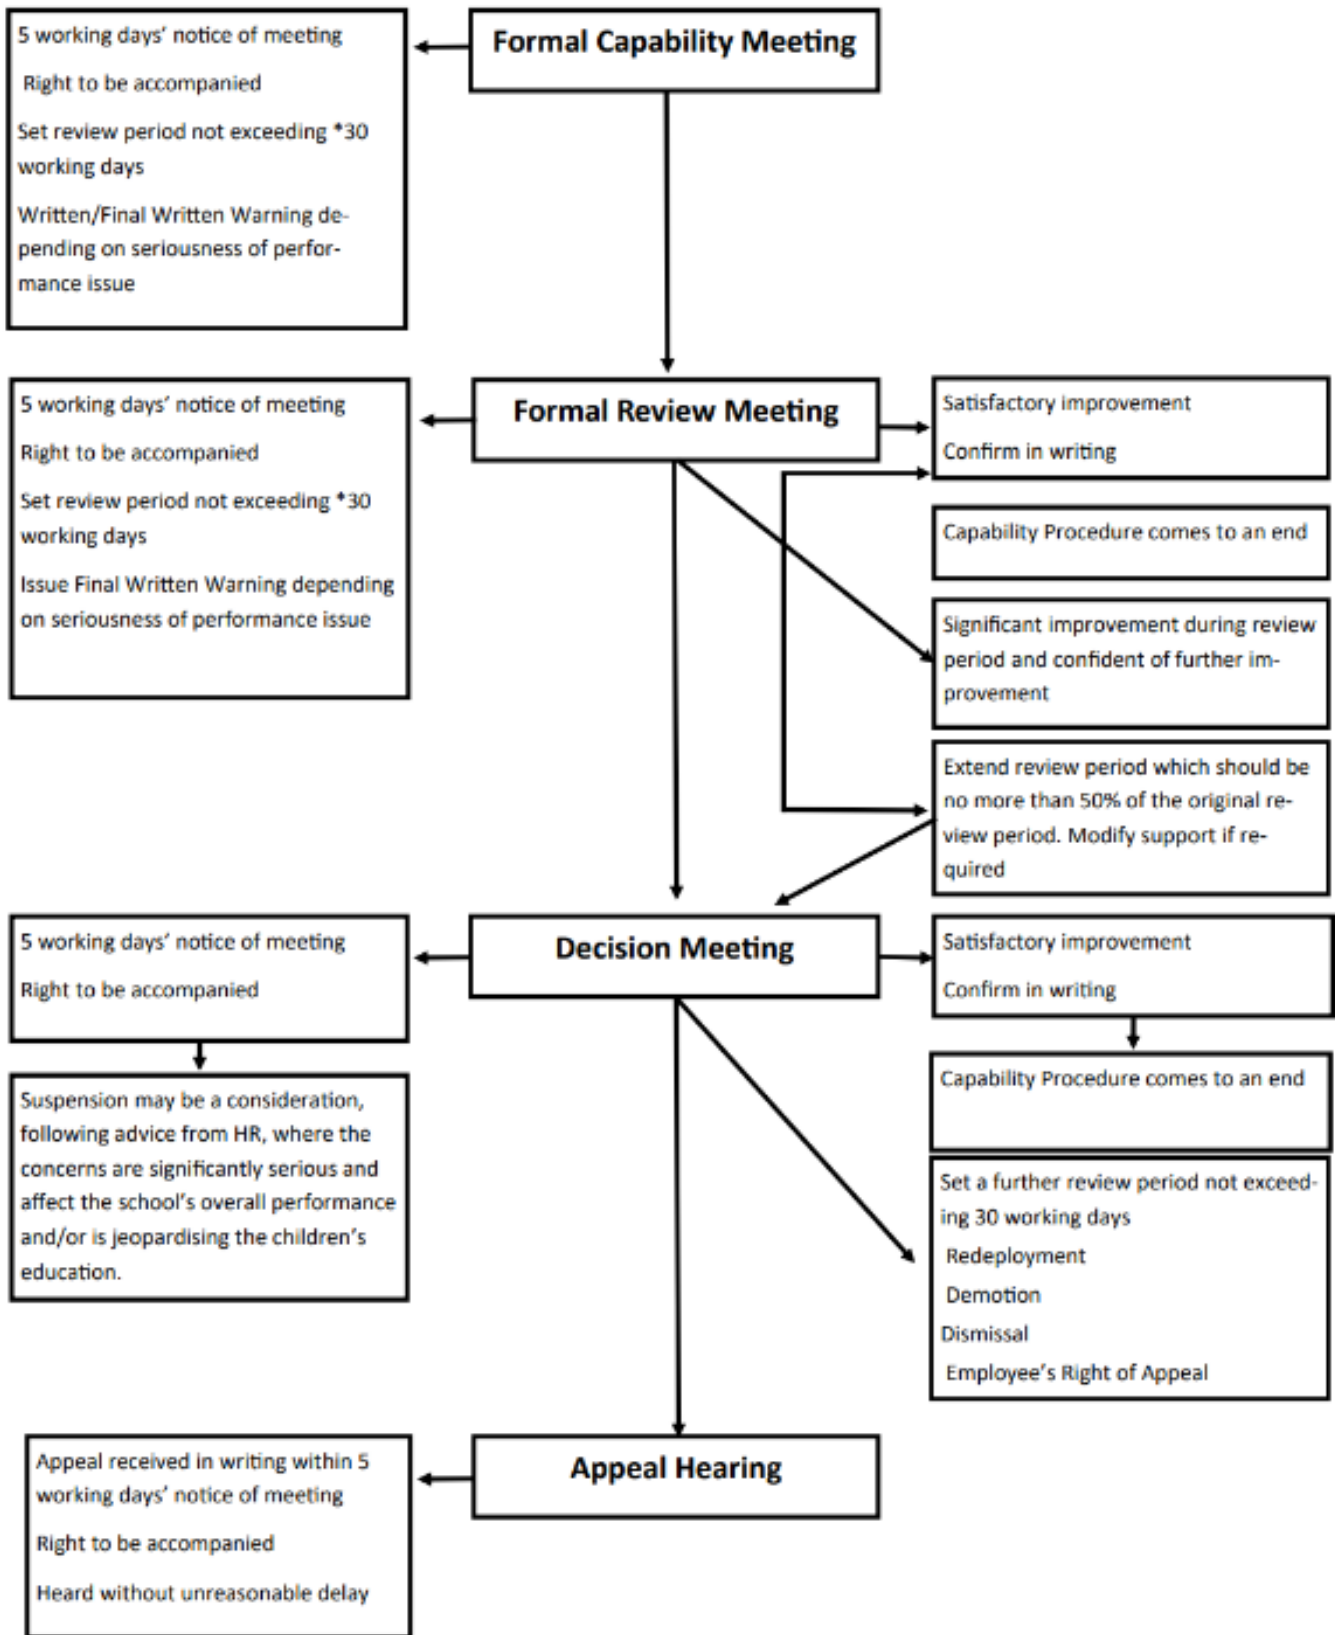 Formal Capability Meeting
5 working days' notice of meeting
Right to be accompanied
Set review period not exceeding *30
working days
Written/Final Written Warning de-
pending on seriousness of perfor-
mance issue
Formal Review Meeting
5 working days' notice of meeting
Right to be accompanied
Set review period not exceeding *30
working days
Issue Final Written Warning depending
on seriousness of performance issue
Satisfactory improvement
Confirm in writing
Capability Procedure comes to an end
Significant improvement during review
period and confident of further im-
provement
Extend review period which should be
no more than 50% of the original re-
view period. Modify support if re-
quired
Decision Meeting
5 working days' notice of meeting
Right to be accompanied
Suspension may be a consideration,
following advice from HR, where the
concerns are significantly serious and
affect the school's overall performance
and/or is jeopardising the children's
education.
Satisfactory improvement
Confirm in writing
Capability Procedure comes to an end
Set a further review period not exceed-
ing 30 working days
Redeployment
Demotion
Dismissal
Employee's Right of Appeal
Appeal Hearing
Appeal received in writing within 5
working days' notice of meeting
Right to be accompanied
Heard without unreasonable delay